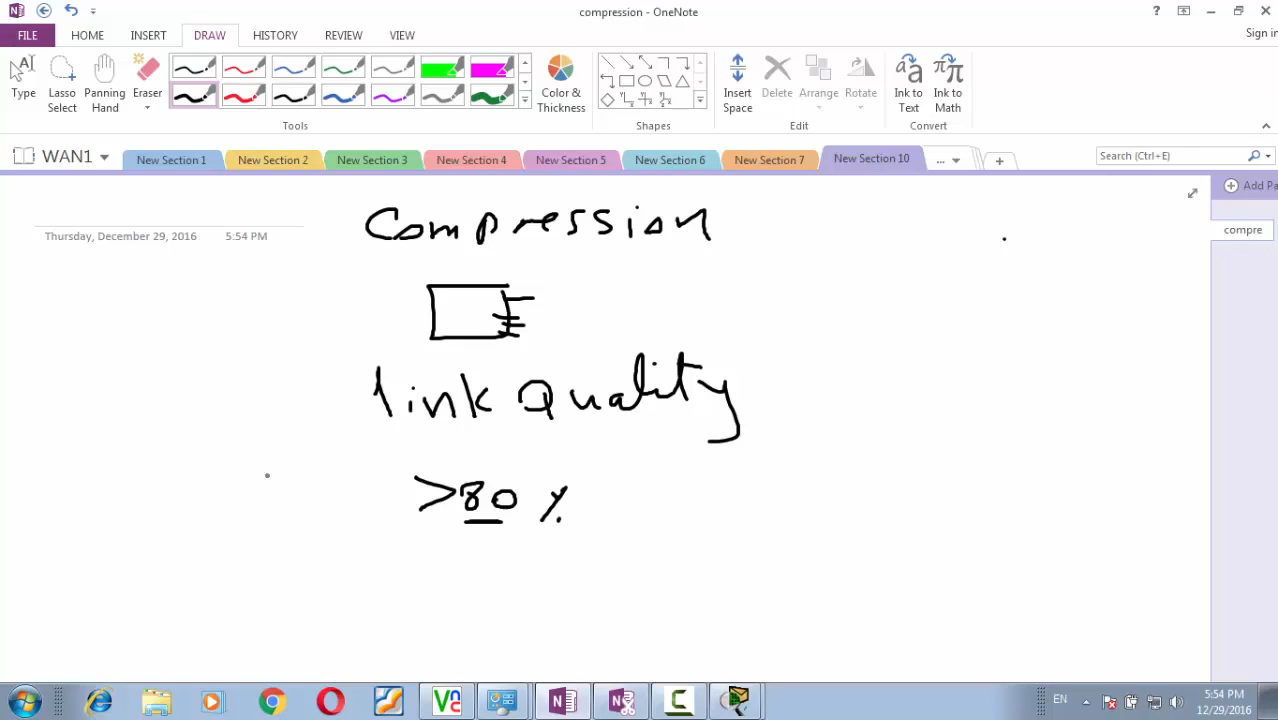 compression - OneNote
? Sign in
FILE HOME INSERT DRAW HISTORY REVIEW VIEW
Type Lasso Select Panning Hand Eraser Color & Thickness Insert Space Delete Arrange Rotate Ink to Text Ink to Math
Tools Shapes Edit Convert
WAN1 New Section 1 New Section 2 New Section 3 New Section 4 New Section 5 New Section 6 New Section 7 New Section 10 ... + Search (Ctrl+E)
Add Pa
compre
Thursday, December 29, 2016 5:54 PM
Compression
link Quality
>80 %
EN 5:54 PM
12/29/2016